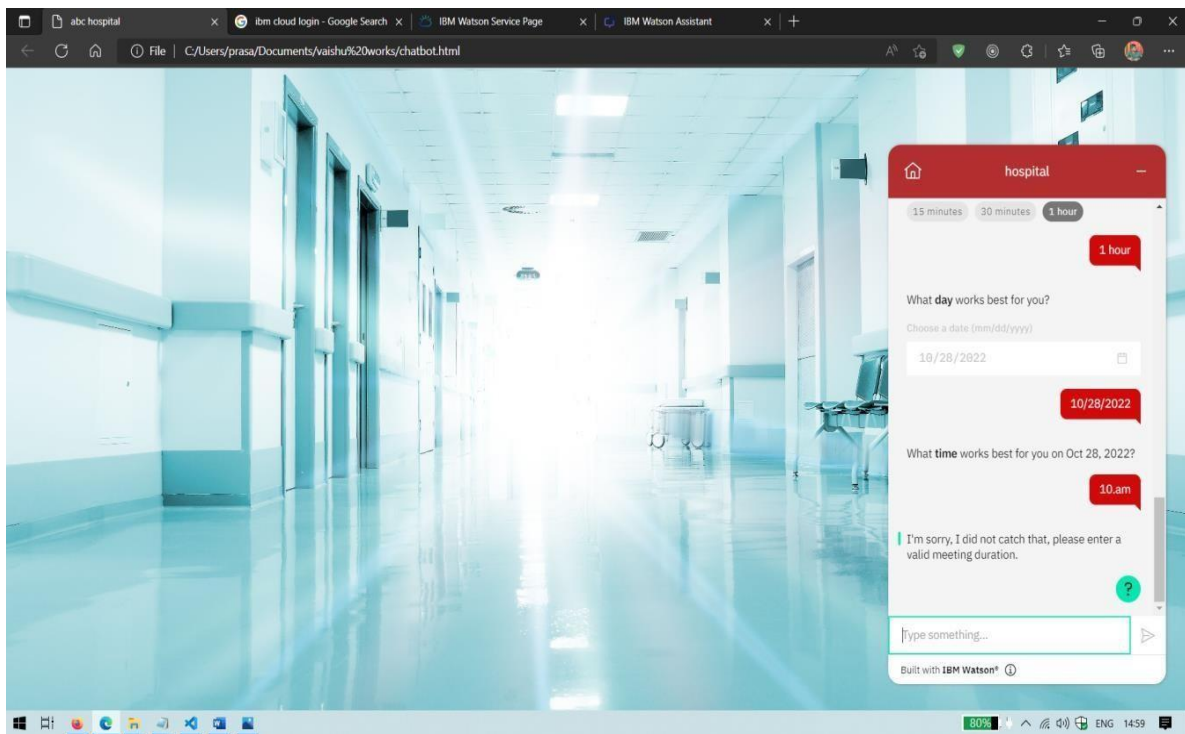 abc hospital
ibm cloud login - Google Search
IBM Watson Service Page
IBM Watson Assistant
File | C:/Users/prasa/Documents/vaishu%20works/chatbot.html
hospital
15 minutes 30 minutes 1 hour
1 hour
What day works best for you?
Choose a date (mm/dd/yyyy)
10/28/2022
10/28/2022
What time works best for you on Oct 28, 2022?
10.am
I'm sorry, I did not catch that, please enter a
valid meeting duration.
?
Type something...
Built with IBM Watson®
80% ENG 14:59